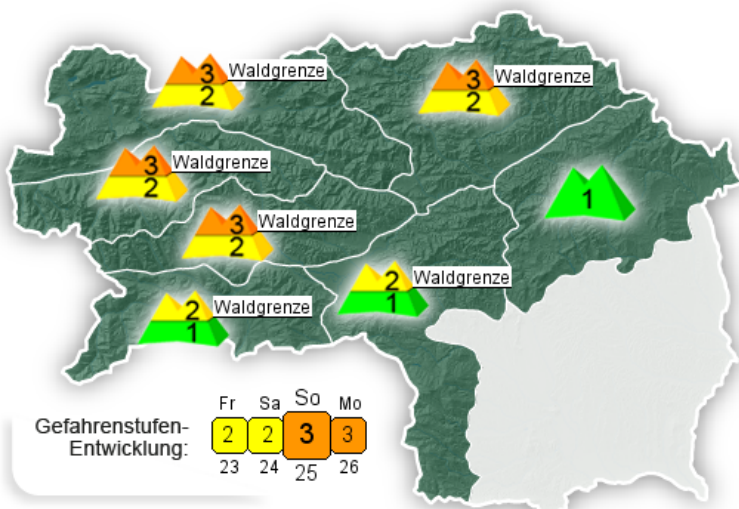 3 Waldgrenze
2
3 Waldgrenze
2
3 Waldgrenze
2
1
3 Waldgrenze
2
2 Waldgrenze
1
2 Waldgrenze
1
Fr Sa So Mo
Gefahrenstufen-
Entwicklung:
2 2 3 3
23 24 25 26